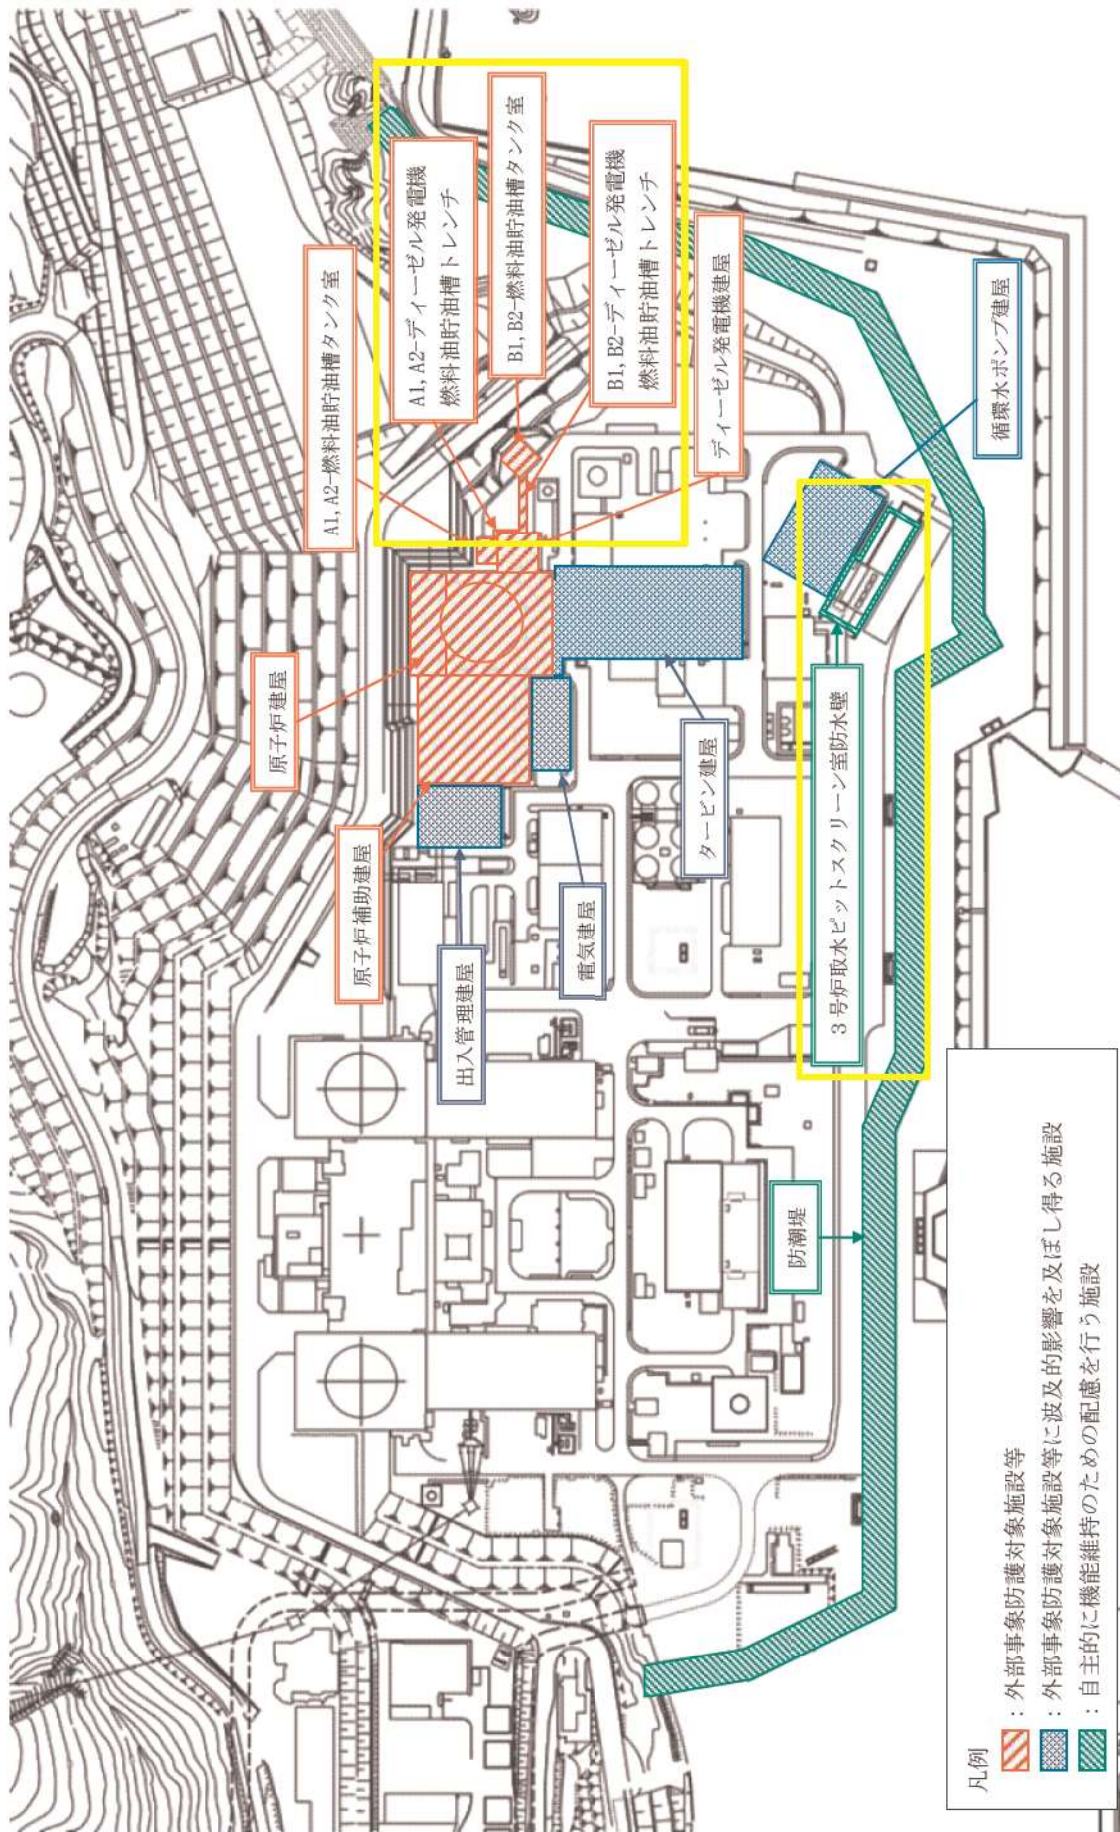 A1, A2-燃料油貯油槽タンク室
A1, A2-ディーゼル発電機
燃料油貯油槽トレンチ
B1, B2-燃料油貯油槽タンク室
B1, B2-ディーゼル発電機
燃料油貯油槽トレンチ
ディーゼル発電機建屋
原子炉建屋
原子炉補助建屋
出入管理建屋
電気建屋
タービン建屋
循環水ポンプ建屋
3号炉取水ピットスクリーン室防水壁
防潮堤
凡例
：外部事象防護対象施設等
：外部事象防護対象施設等に波及的影響を及ぼし得る施設
：自主的に機能維持のための配慮を行う施設